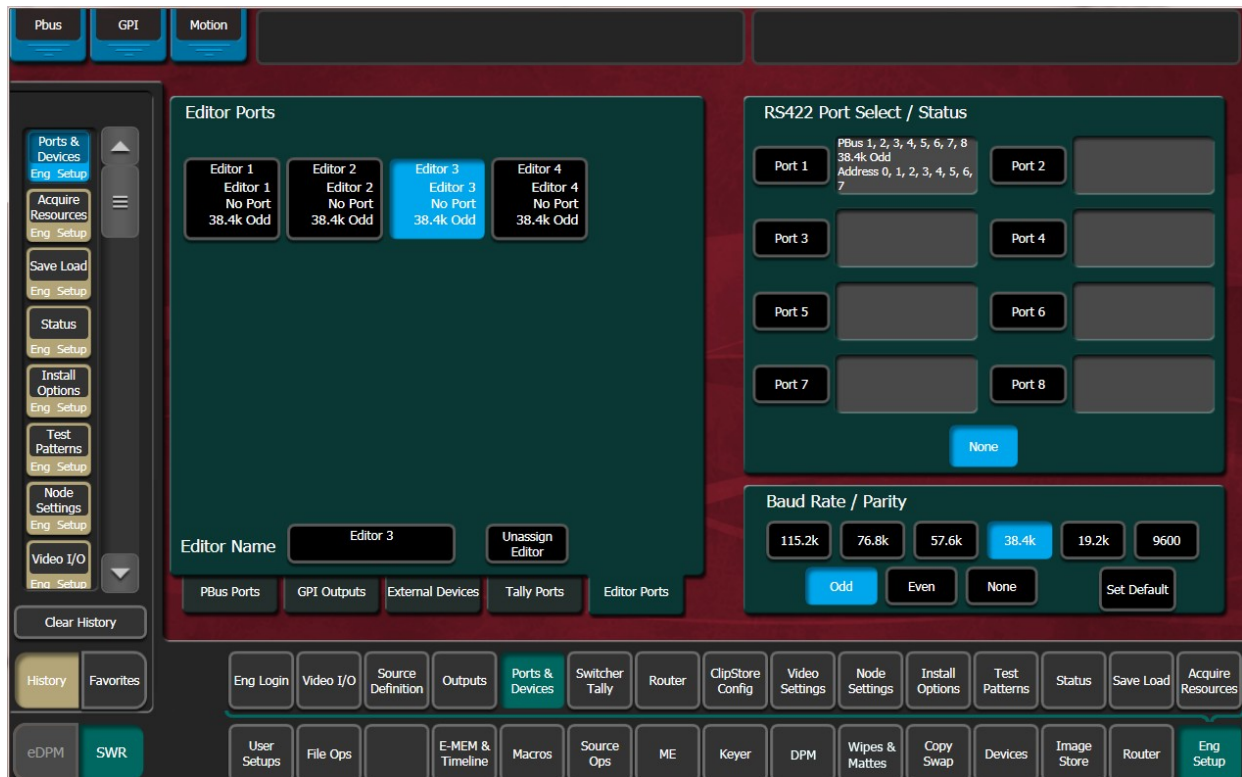 Pbus
GPI
Motion
Ports &
Devices
Eng Setup
Acquire
Resources
Eng Setup
Save Load
Eng Setup
Status
Eng Setup
Install
Options
Eng Setup
Test
Patterns
Eng Setup
Node
Settings
Eng Setup
Video I/O
Eng Setup
Clear History
History
Favorites
eDPM
SWR
Editor Ports
Editor 1
Editor 1
No Port
38.4k Odd
Editor 2
Editor 2
No Port
38.4k Odd
Editor 3
Editor 3
No Port
38.4k Odd
Editor 4
Editor 4
No Port
38.4k Odd
Editor Name
Editor 3
Unassign
Editor
PBus Ports
GPI Outputs
External Devices
Tally Ports
Editor Ports
RS422 Port Select / Status
Port 1
PBus 1, 2, 3, 4, 5, 6, 7, 8
38.4k Odd
Address 0, 1, 2, 3, 4, 5, 6,
7
Port 2
Port 3
Port 4
Port 5
Port 6
Port 7
Port 8
None
Baud Rate / Parity
115.2k
76.8k
57.6k
38.4k
19.2k
9600
Odd
Even
None
Set Default
Eng Login
Video I/O
Source
Definition
Outputs
Ports &
Devices
Switcher
Tally
Router
ClipStore
Config
Video
Settings
Node
Settings
Install
Options
Test
Patterns
Status
Save Load
Acquire
Resources
User
Setups
File Ops
E-MEM &
Timeline
Macros
Source
Ops
ME
Keyer
DPM
Wipes &
Mattes
Copy
Swap
Devices
Image
Store
Router
Eng
Setup